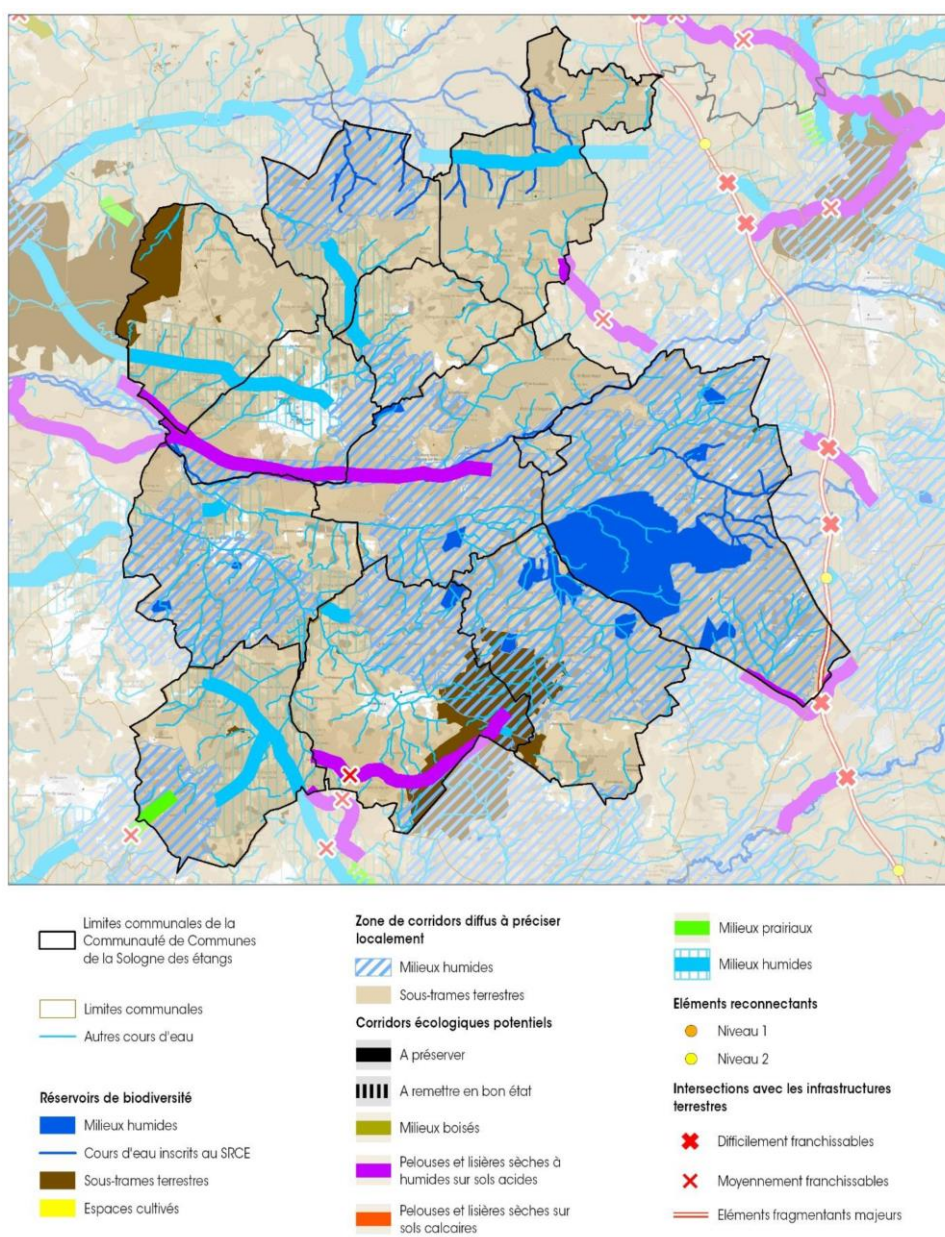 Limites communales de la
Communauté de Communes
de la Sologne des étangs
Limites communales
Autres cours d'eau
Réservoirs de biodiversité
Milieux humides
Cours d'eau inscrits au SRCE
Sous-trames terrestres
Espaces cultivés
Zone de corridors diffus à préciser
localement
Milieux humides
Sous-trames terrestres
Corridors écologiques potentiels
A préserver
A remettre en bon état
Milieux boisés
Pelouses et lisières sèches à
humides sur sols acides
Pelouses et lisières sèches sur
sols calcaires
Milieux prairiaux
Milieux humides
Eléments reconnectants
Niveau 1
Niveau 2
Intersections avec les infrastructures
terrestres
Difficilement franchissables
Moyennement franchissables
Eléments fragmentants majeurs